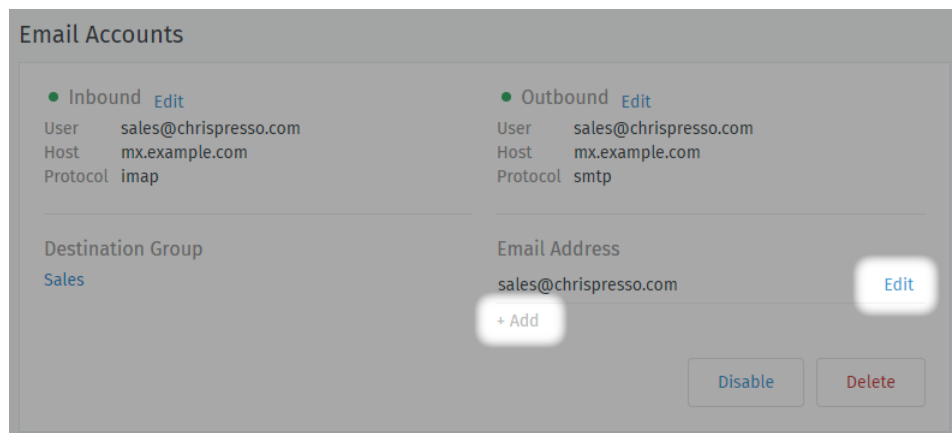 Email Accounts
Inbound Edit
User sales@chrispresso.com
Host mx.example.com
Protocol imap
Outbound Edit
User sales@chrispresso.com
Host mx.example.com
Protocol smtp
Destination Group
Sales
Email Address
sales@chrispresso.com Edit
+ Add
Disable Delete